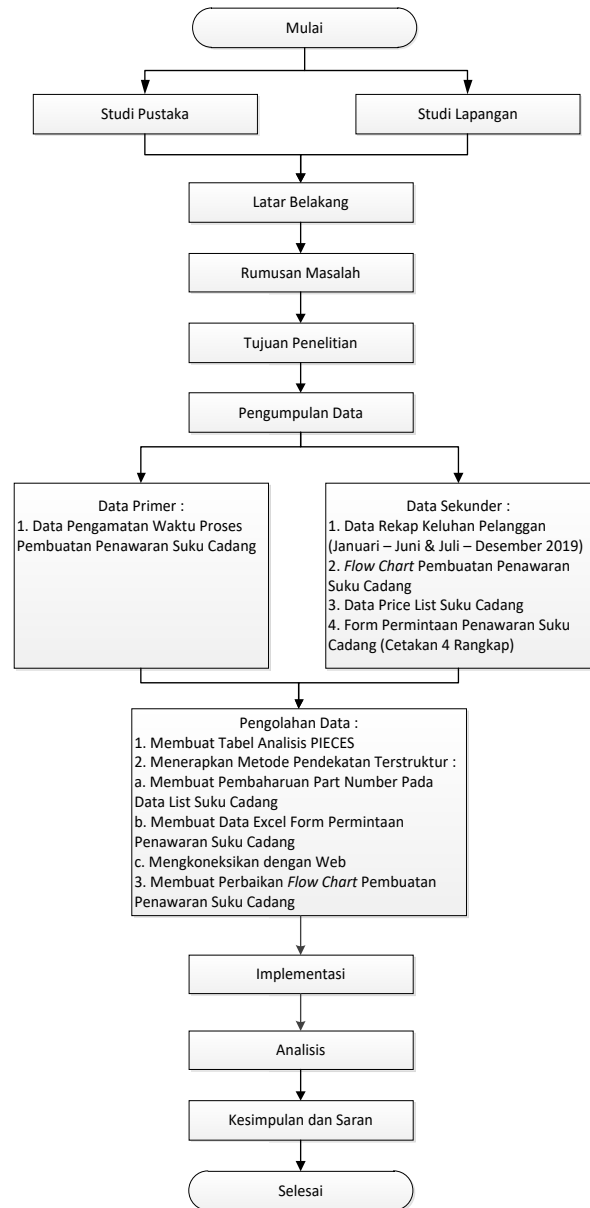 Mulai
Studi Pustaka
Studi Lapangan
Latar Belakang
Rumusan Masalah
Tujuan Penelitian
Pengumpulan Data
Data Primer :
1. Data Pengamatan Waktu Proses
Pembuatan Penawaran Suku Cadang
Data Sekunder :
1. Data Rekap Keluhan Pelanggan
(Januari – Juni & Juli – Desember 2019)
2. Flow Chart Pembuatan Penawaran
Suku Cadang
3. Data Price List Suku Cadang
4. Form Permintaan Penawaran Suku
Cadang (Cetakan 4 Rangkap)
Pengolahan Data :
1. Membuat Tabel Analisis PIECES
2. Menerapkan Metode Pendekatan Terstruktur :
a. Membuat Pembaharuan Part Number Pada
Data List Suku Cadang
b. Membuat Data Excel Form Permintaan
Penawaran Suku Cadang
c. Mengkoneksikan dengan Web
3. Membuat Perbaikan Flow Chart Pembuatan
Penawaran Suku Cadang
Implementasi
Analisis
Kesimpulan dan Saran
Selesai